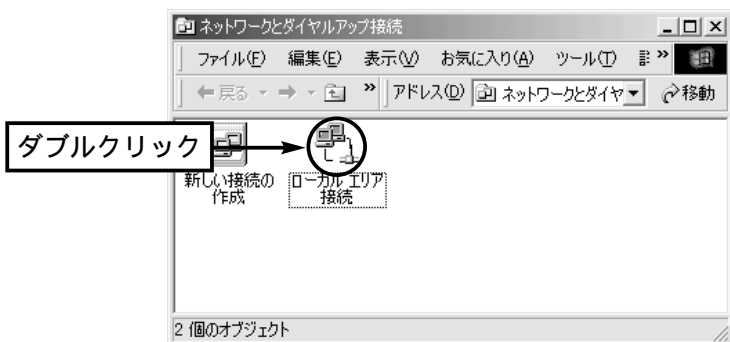 ネットワークとダイヤルアップ接続
ファイル(F) 編集(E) 表示(V) お気に入り(A) ツール(T) »
戻る » アドレス(D) ネットワークとダイヤ 移動
ダブルクリック
新しい接続の
作成
ローカル エリア
接続
2 個のオブジェクト